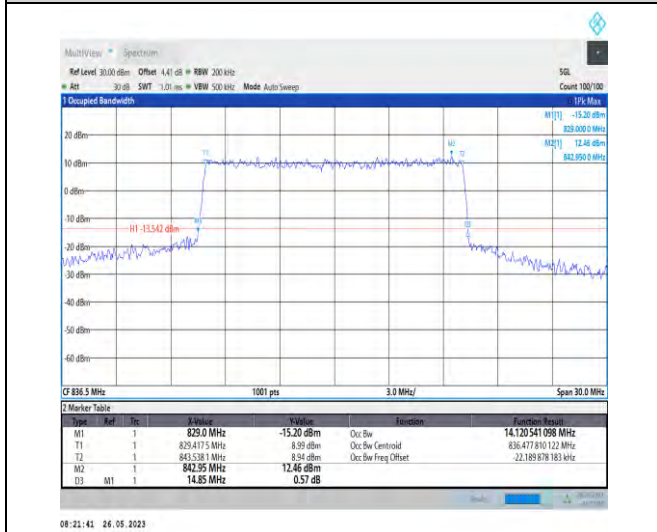 MultiView Spectrum
Ref Level 30.00 dBm Offset 4.41 dB RBW 200 kHz SGL
Att 30 dB SWT 1.01 ms VBW 500 kHz Mode Auto Sweep Count 100/100
1 Occupied Bandwidth 1Pk Max
M1[1] -15.20 dBm
829.000 0 MHz
M2[1] 12.46 dBm
842.950 0 MHz
20 dBm
T1 M2 T2
10 dBm
0 dBm
-10 dBm
H1 -13.542 dBm
-20 dBm
-30 dBm
-40 dBm
-50 dBm
-60 dBm
CF 836.5 MHz 1001 pts 3.0 MHz/ Span 30.0 MHz
2 Marker Table
Type Ref Trc X-Value Y-Value Function Function Result
M1 1 829.0 MHz -15.20 dBm Occ Bw 14.120 541 098 MHz
T1 1 829.417 5 MHz 8.99 dBm Occ Bw Centroid 836.477 810 122 MHz
T2 1 843.538 1 MHz 8.94 dBm Occ Bw Freq Offset -22.189 878 183 kHz
M2 1 842.95 MHz 12.46 dBm
D3 M1 1 14.85 MHz 0.57 dB
08:21:41 26.05.2023